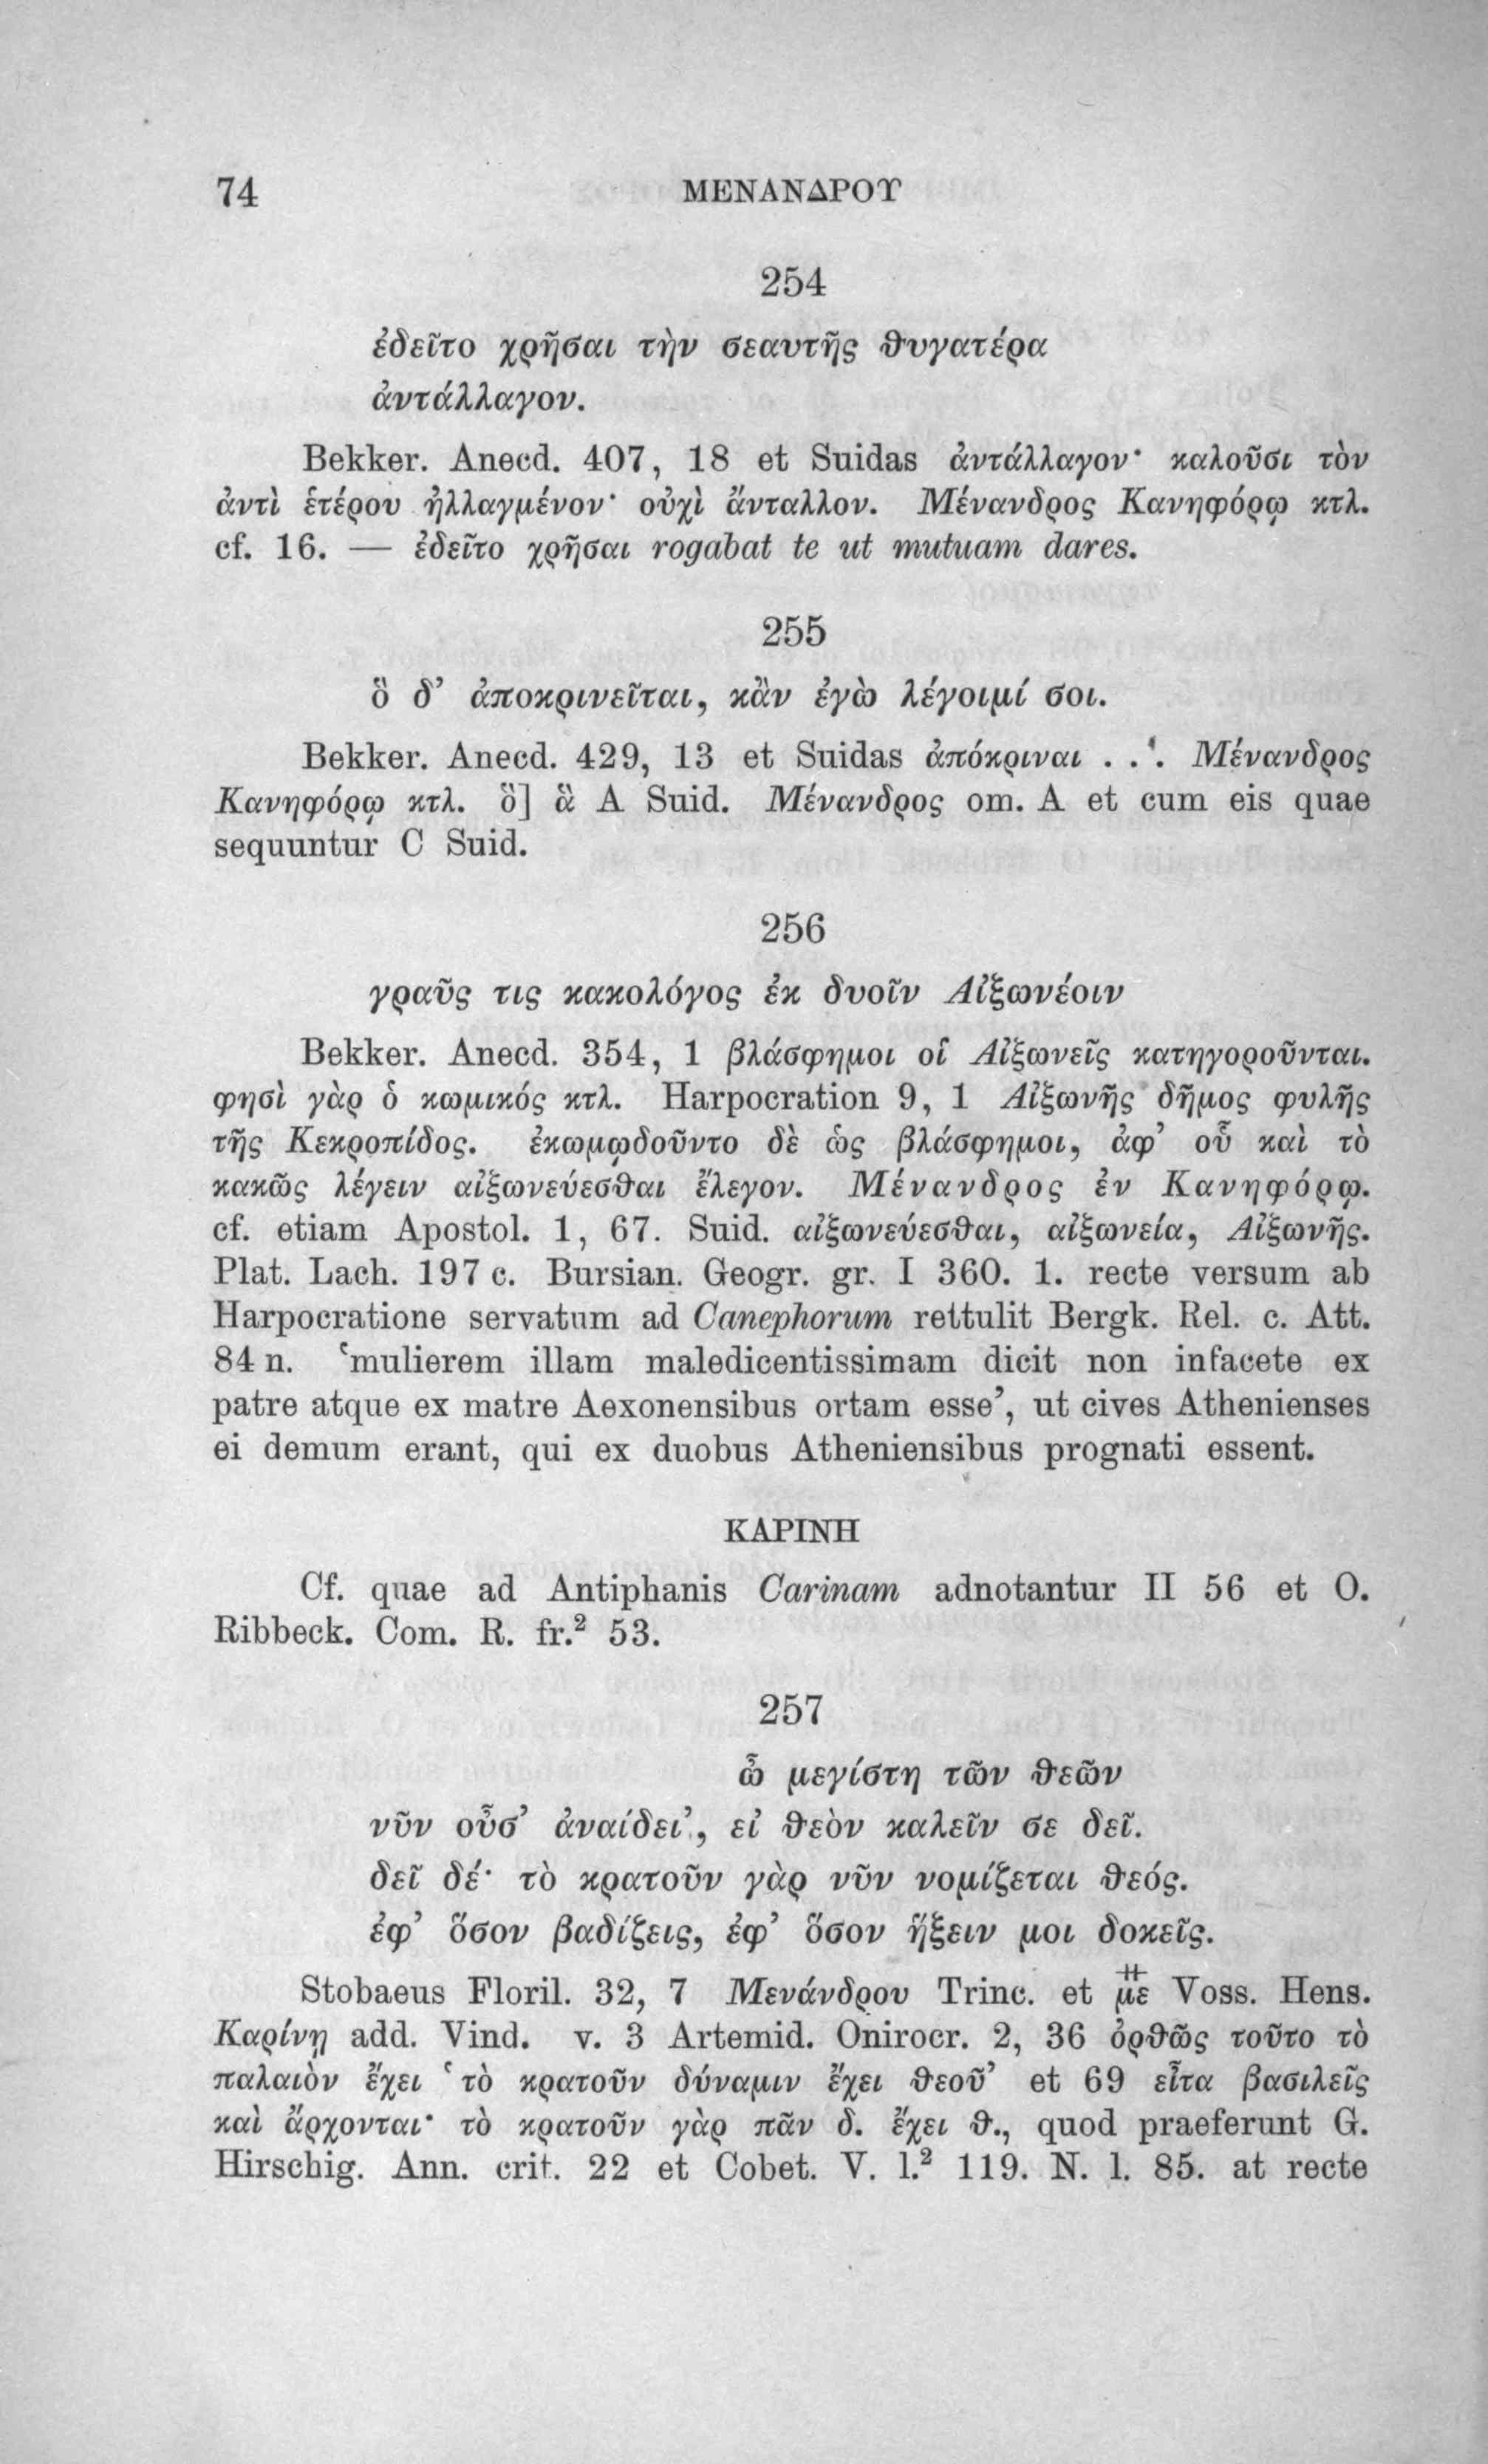 74 ΜΕΝΑΝΔΡΟΥ
254
ἐδεῖτο χρῆσαι τὴν σεαυτῆς θυγατέρα
ἀντάλλαγον.
Bekker. Anecd. 407, 18 et Suidas ἀντάλλαγον· καλοῦσι τὸν
ἀντὶ ἑτέρου ἠλλαγμένον· οὐχὶ ἄνταλλον. Μένανδρος Κανηφόρῳ κτλ.
cf. 16. — ἐδεῖτο χρῆσαι rogabat te ut mutuam dares.
255
ὃ δ’ ἀποκρινεῖται, κἂν ἐγὼ λέγοιμί σοι.
Bekker. Anecd. 429, 13 et Suidas ἀπόκριναι . . ‘. Μένανδρος
Κανηφόρῳ κτλ. ὃ] ἃ A Suid. Μένανδρος om. A et cum eis quae
sequuntur C Suid.
256
γραῦς τις κακολόγος ἐκ δυοῖν Αἰξωνέοιν
Bekker. Anecd. 354, 1 βλάσφημοι οἱ Αἰξωνεῖς κατηγοροῦνται.
φησὶ γὰρ ὁ κωμικός κτλ. Harpocration 9, 1 Αἰξωνῆς δῆμος φυλῆς
τῆς Κεκροπίδος. ἐκωμῳδοῦντο δὲ ὡς βλάσφημοι, ἀφ’ οὗ καὶ τὸ
κακῶς λέγειν αἰξωνεύεσθαι ἔλεγον. Μένανδρος ἐν Κανηφόρῳ.
cf. etiam Apostol. 1, 67. Suid. αἰξωνεύεσθαι, αἰξωνεία, Αἰξωνῆς.
Plat. Lach. 197 c. Bursian. Geogr. gr. I 360. 1. recte versum ab
Harpocratione servatum ad Canephorum rettulit Bergk. Rel. c. Att.
84 n. ‘mulierem illam maledicentissimam dicit non infacete ex
patre atque ex matre Aexonensibus ortam esse’, ut cives Athenienses
ei demum erant, qui ex duobus Atheniensibus prognati essent.
ΚΑΡΙΝΗ
Cf. quae ad Antiphanis Carinam adnotantur II 56 et O.
Ribbeck. Com. R. fr.² 53.
257
ὦ μεγίστη τῶν θεῶν
νῦν οὖσ’ ἀναίδει’, εἰ θεὸν καλεῖν σε δεῖ.
δεῖ δέ· τὸ κρατοῦν γὰρ νῦν νομίζεται θεός.
ἐφ’ ὅσον βαδίζεις, ἐφ’ ὅσον ἥξειν μοι δοκεῖς.
Stobaeus Floril. 32, 7 Μενάνδρου Trinc. et με Voss. Hens.
Καρίνῃ add. Vind. v. 3 Artemid. Onirocr. 2, 36 ὀρθῶς τοῦτο τὸ
παλαιὸν ἔχει ‘τὸ κρατοῦν δύναμιν ἔχει θεοῦ’ et 69 εἶτα βασιλεῖς
καὶ ἄρχονται· τὸ κρατοῦν γὰρ πᾶν δ. ἔχει θ., quod praeferunt G.
Hirschig. Ann. crit. 22 et Cobet. V. l.² 119. N. l. 85. at recte